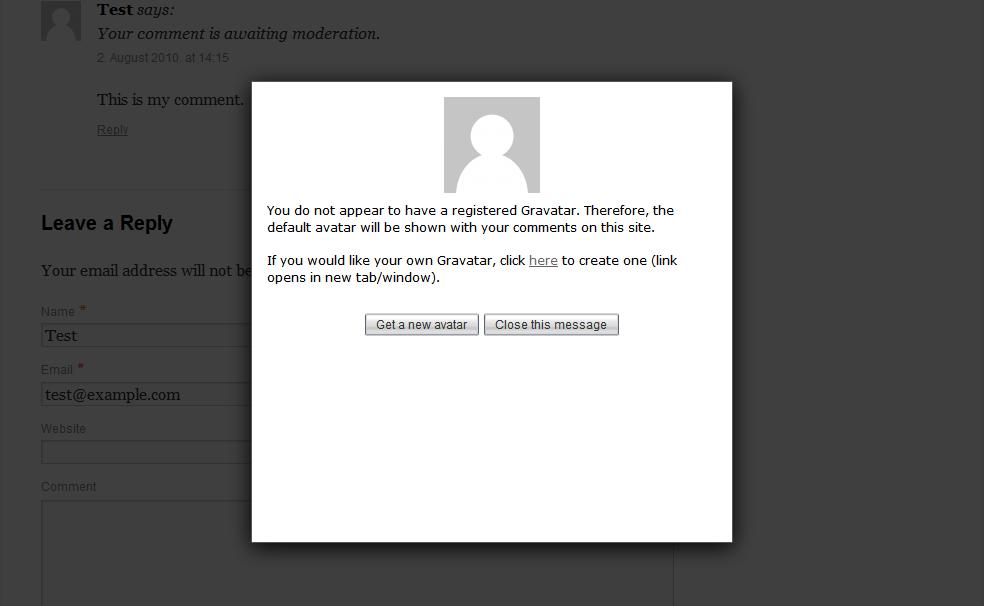 Test says:
Your comment is awaiting moderation.
2. August 2010. at 14:15
This is my comment.
Reply
Leave a Reply
Your email address will not be
Name *
Test
Email *
test@example.com
Website
Comment
You do not appear to have a registered Gravatar. Therefore, the
default avatar will be shown with your comments on this site.
If you would like your own Gravatar, click here to create one (link
opens in new tab/window).
Get a new avatar Close this message